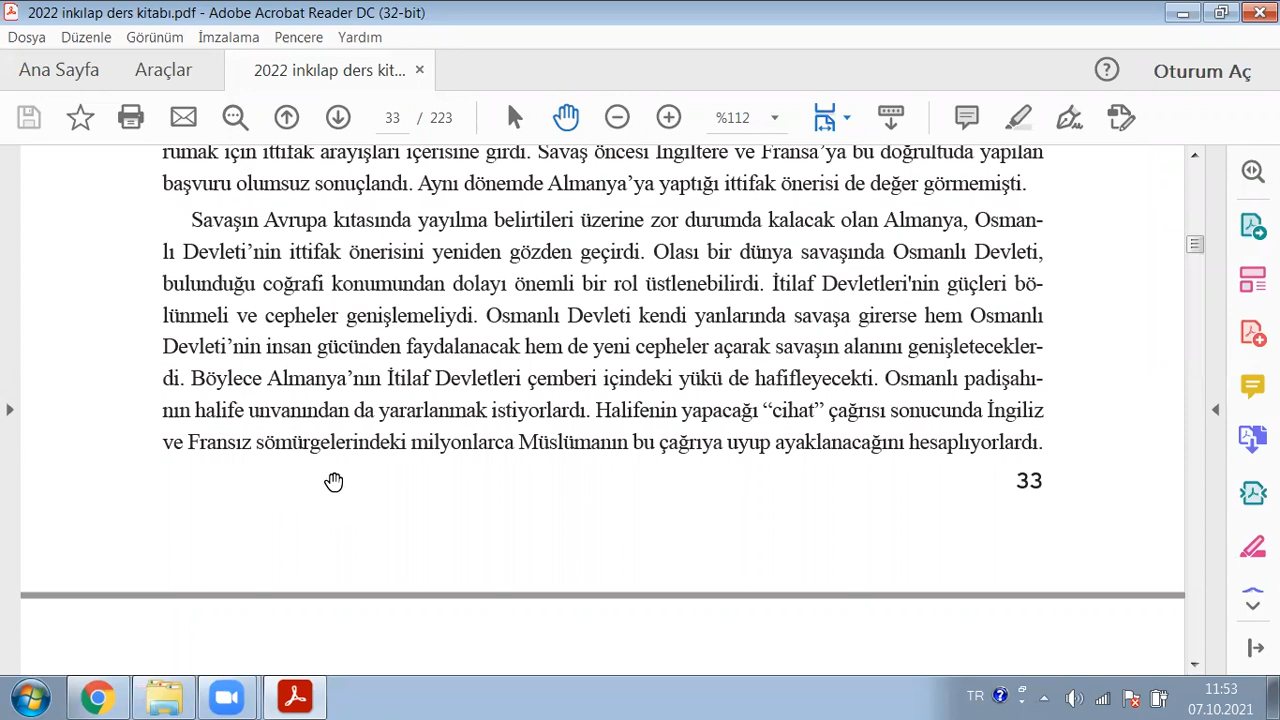 2022 inkılap ders kitabı.pdf - Adobe Acrobat Reader DC (32-bit)
Dosya Düzenle Görünüm İmzalama Pencere Yardım
Ana Sayfa Araçlar 2022 inkılap ders kit... × Oturum Aç
33 / 223 %112
rumak için ittifak arayışları içerisine girdi. Savaş öncesi İngiltere ve Fransa’ya bu doğrultuda yapılan
başvuru olumsuz sonuçlandı. Aynı dönemde Almanya’ya yaptığı ittifak önerisi de değer görmemişti.
Savaşın Avrupa kıtasında yayılma belirtileri üzerine zor durumda kalacak olan Almanya, Osman-
lı Devleti’nin ittifak önerisini yeniden gözden geçirdi. Olası bir dünya savaşında Osmanlı Devleti,
bulunduğu coğrafi konumundan dolayı önemli bir rol üstlenebilirdi. İtilaf Devletleri'nin güçleri bö-
lünmeli ve cepheler genişlemeliydi. Osmanlı Devleti kendi yanlarında savaşa girerse hem Osmanlı
Devleti’nin insan gücünden faydalanacak hem de yeni cepheler açarak savaşın alanını genişletecekler-
di. Böylece Almanya’nın İtilaf Devletleri çemberi içindeki yükü de hafifleyecekti. Osmanlı padişahı-
nın halife unvanından da yararlanmak istiyorlardı. Halifenin yapacağı “cihat” çağrısı sonucunda İngiliz
ve Fransız sömürgelerindeki milyonlarca Müslümanın bu çağrıya uyup ayaklanacağını hesaplıyorlardı.
33
TR 11:53
07.10.2021